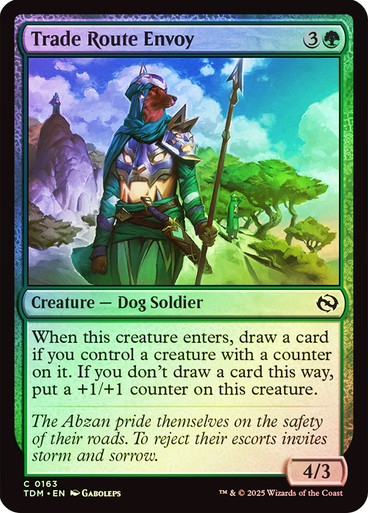 Trade Route Envoy 3
Creature — Dog Soldier
When this creature enters, draw a card
if you control a creature with a counter
on it. If you don't draw a card this way,
put a +1/+1 counter on this creature.
The Abzan pride themselves on the safety
of their roads. To reject their escorts invites
storm and sorrow.
4/3
C 0163
TDM • EN Gaboleps
™ & © 2025 Wizards of the Coast